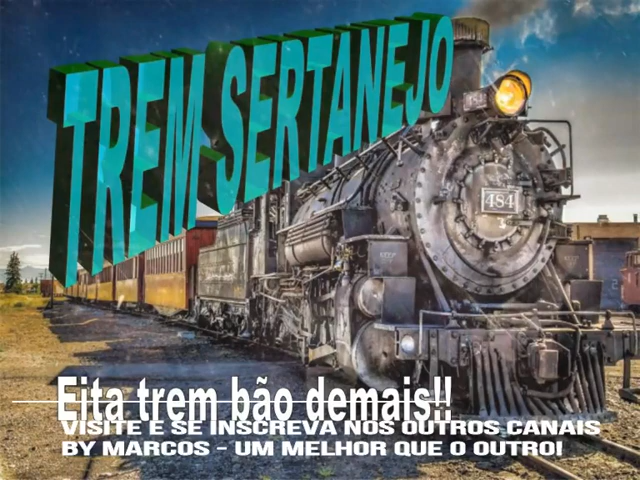 TREM SERTANEJO
484
Eita trem bão demais!!
VISITE E SE INSCREVA NOS OUTROS CANAIS
BY MARCOS - UM MELHOR QUE O OUTRO!